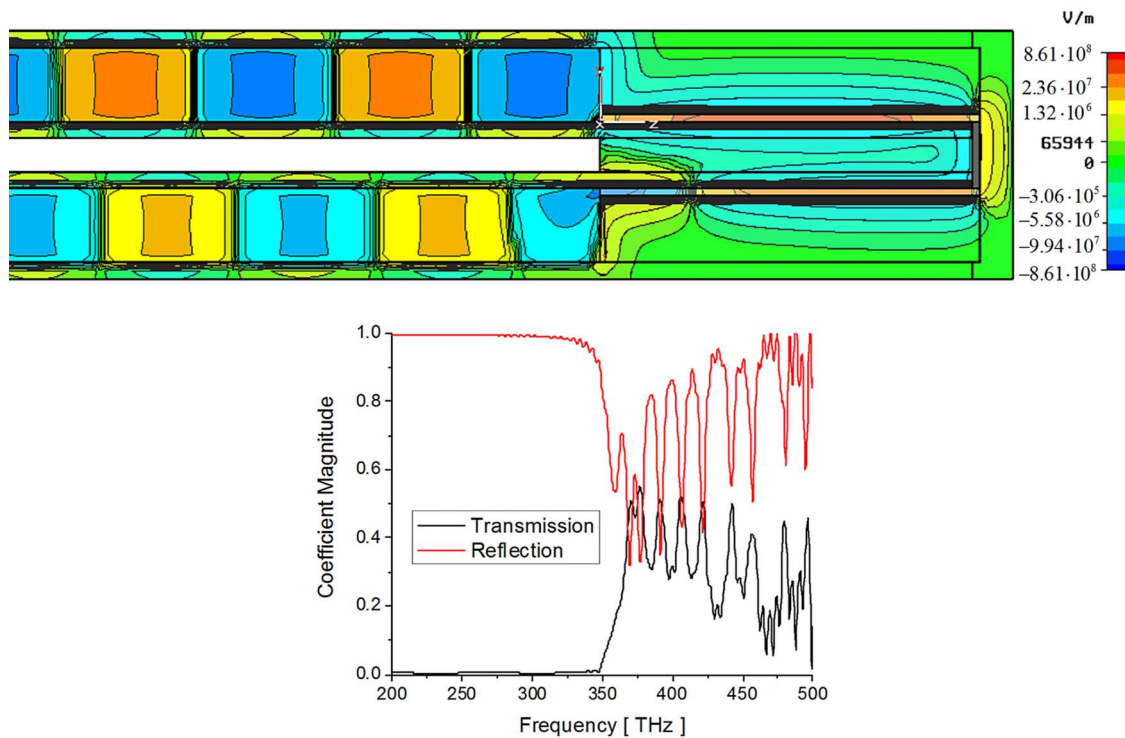 V/m
8.61·10⁸
2.36·10⁷
1.32·10⁶
65944
0
−3.06·10⁵
−5.58·10⁶
−9.94·10⁷
−8.61·10⁸
Y
X Z
1.0
0.8
0.6
0.4
0.2
0.0
Coefficient Magnitude
Transmission
Reflection
200 250 300 350 400 450 500
Frequency [ THz ]